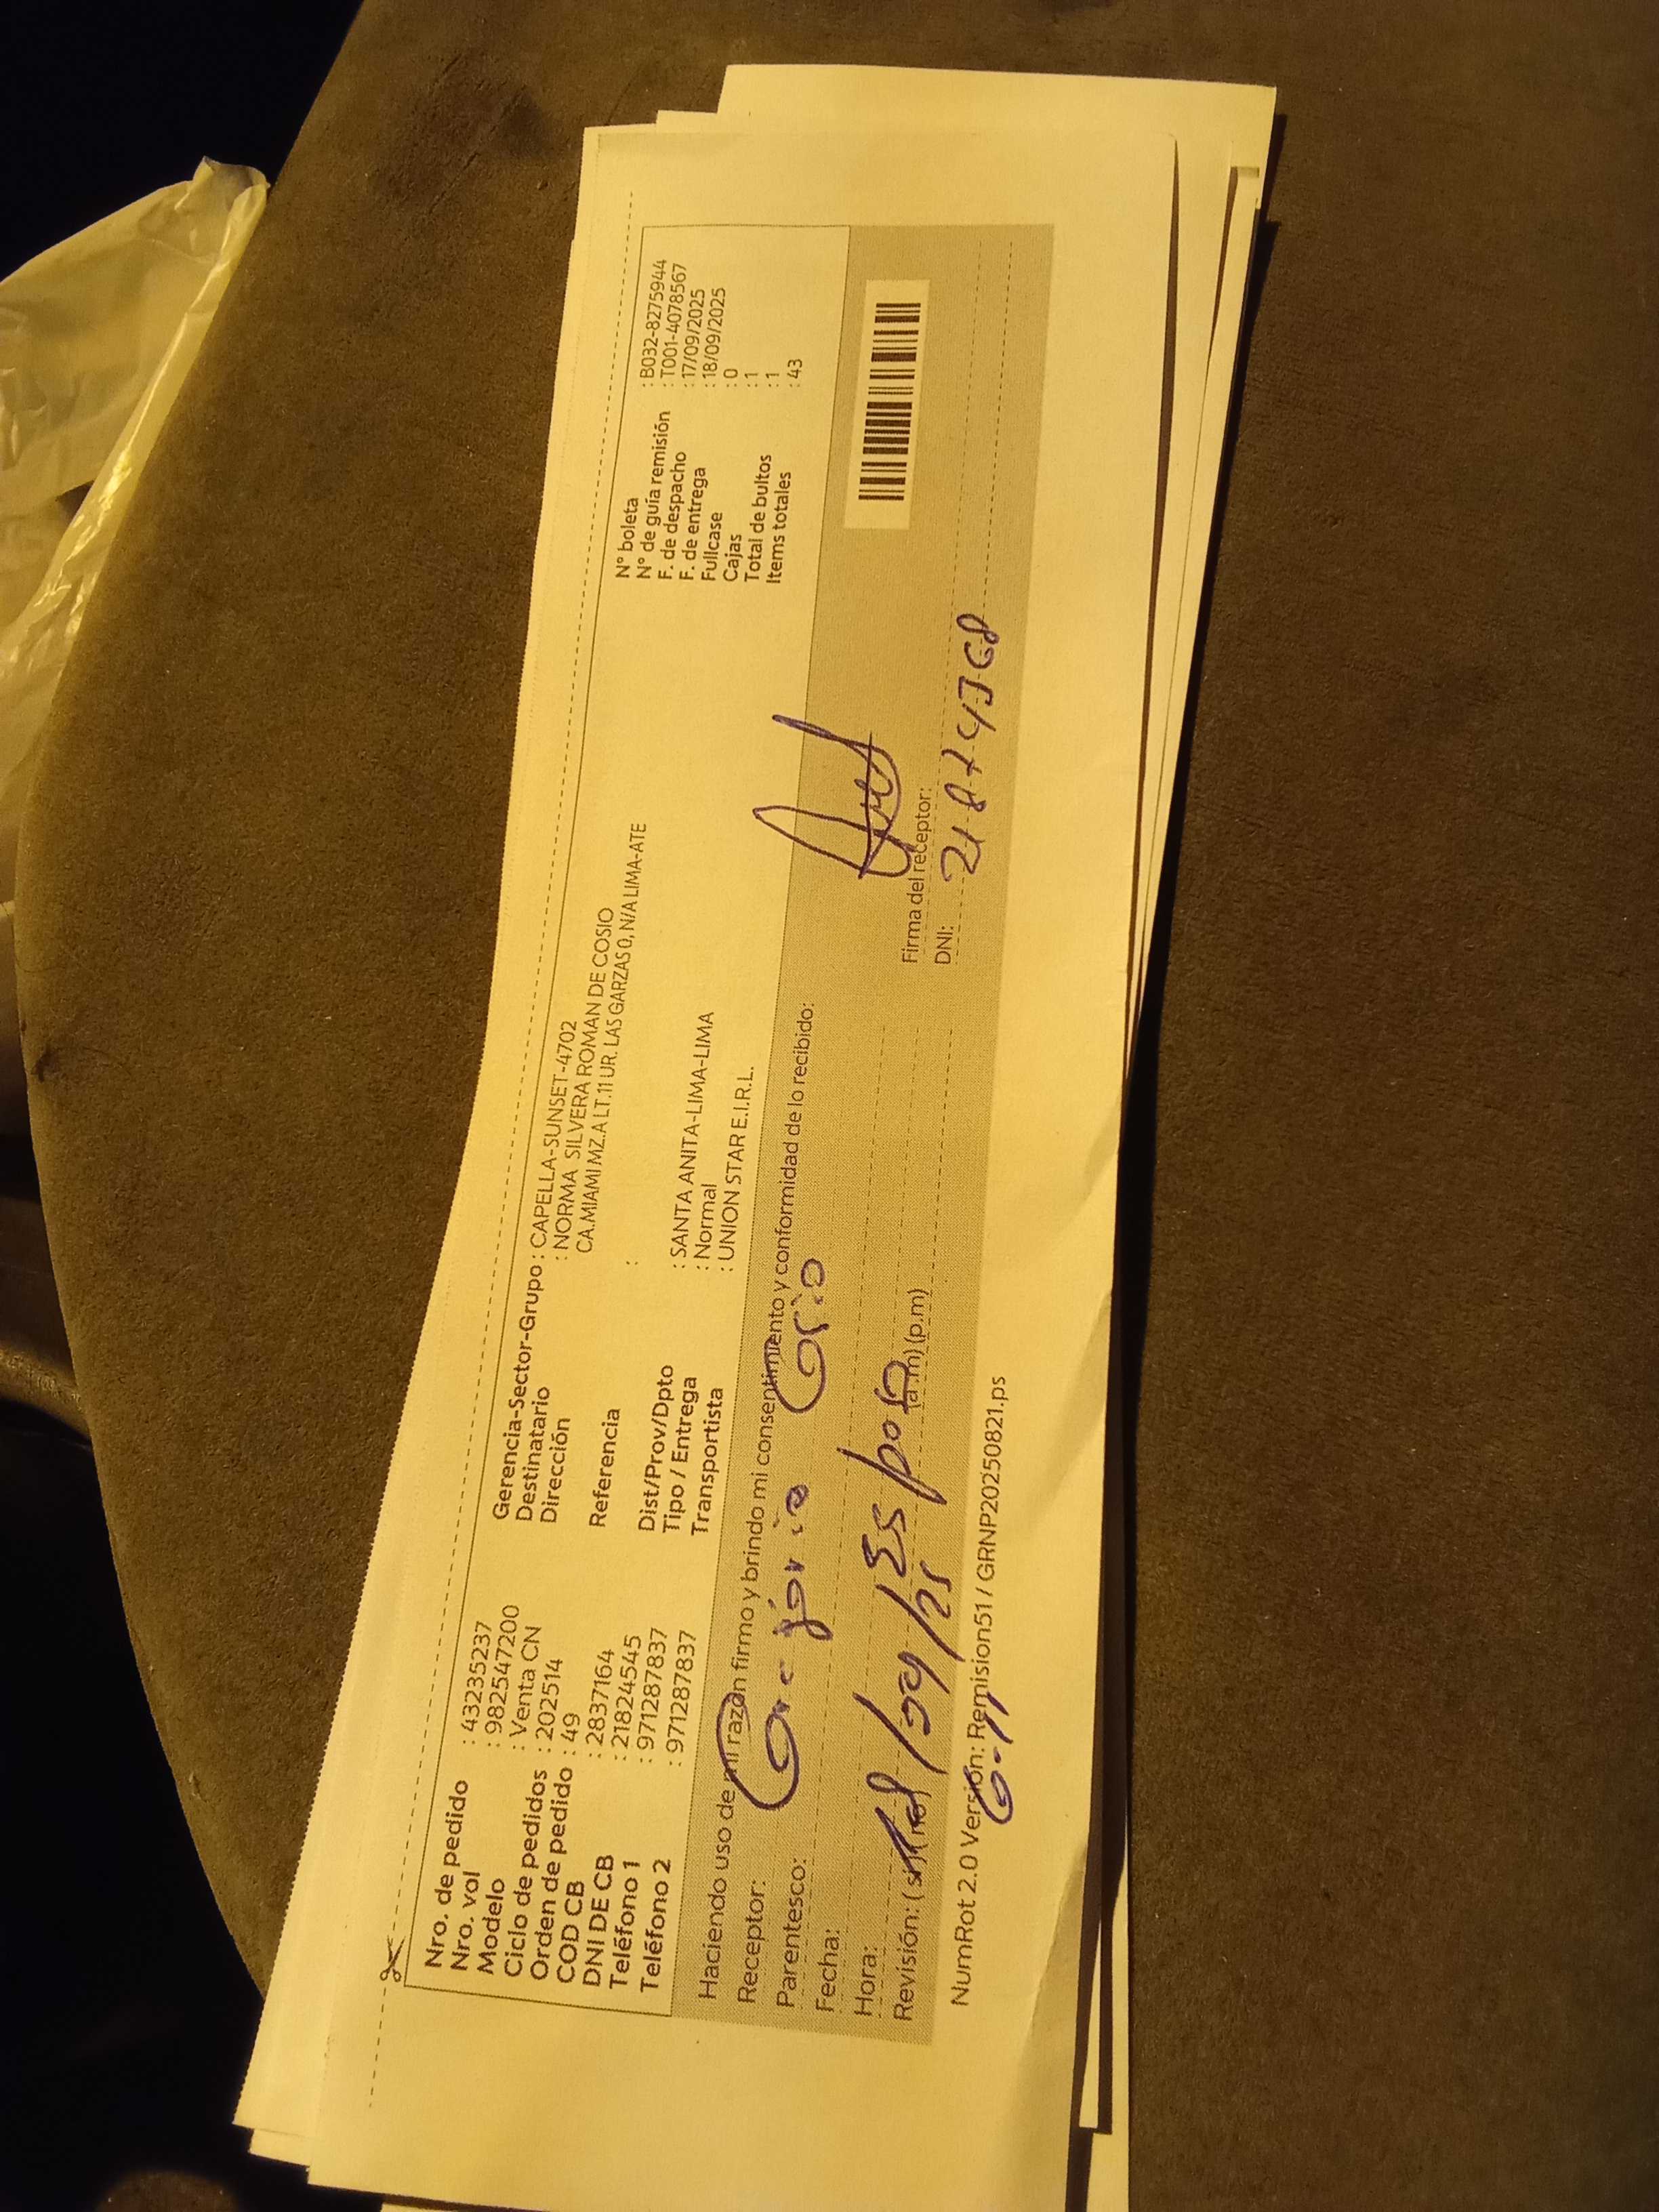 Nro. de pedido : 43235237
Nro. vol : 982547200
Modelo : Venta CN
Ciclo de pedidos : 202514
Orden de pedido : 49
COD CB : 2837164
DNI DE CB : 21824545
Teléfono 1 : 971287837
Teléfono 2 : 971287837
Gerencia-Sector-Grupo : CAPELLA-SUNSET-4702
Destinatario : NORMA SILVERA ROMAN DE COSIO
Dirección CA.MIAMI MZ.A LT.11 UR. LAS GARZAS 0, N/A LIMA-ATE
Referencia :
Dist/Prov/Dpto : SANTA ANITA-LIMA-LIMA
Tipo / Entrega : Normal
Transportista : UNION STAR E.I.R.L.
N° boleta : B032-8275944
N° de guía remisión : T001-4078567
F. de despacho : 17/09/2025
F. de entrega : 18/09/2025
Fullcase : 0
Cajas : 1
Total de bultos : 1
Items totales : 43
Haciendo uso de mi razón firmo y brindo mi consentimiento y conformidad de lo recibido:
Receptor: Cosio
Parentesco: Esposo
Fecha: /09/25
Hora:
Revisión: (a.m) (p.m)
Firma del receptor:
DNI:
NumRot 2.0 Versión: Remision51 / GRNP20250821.ps